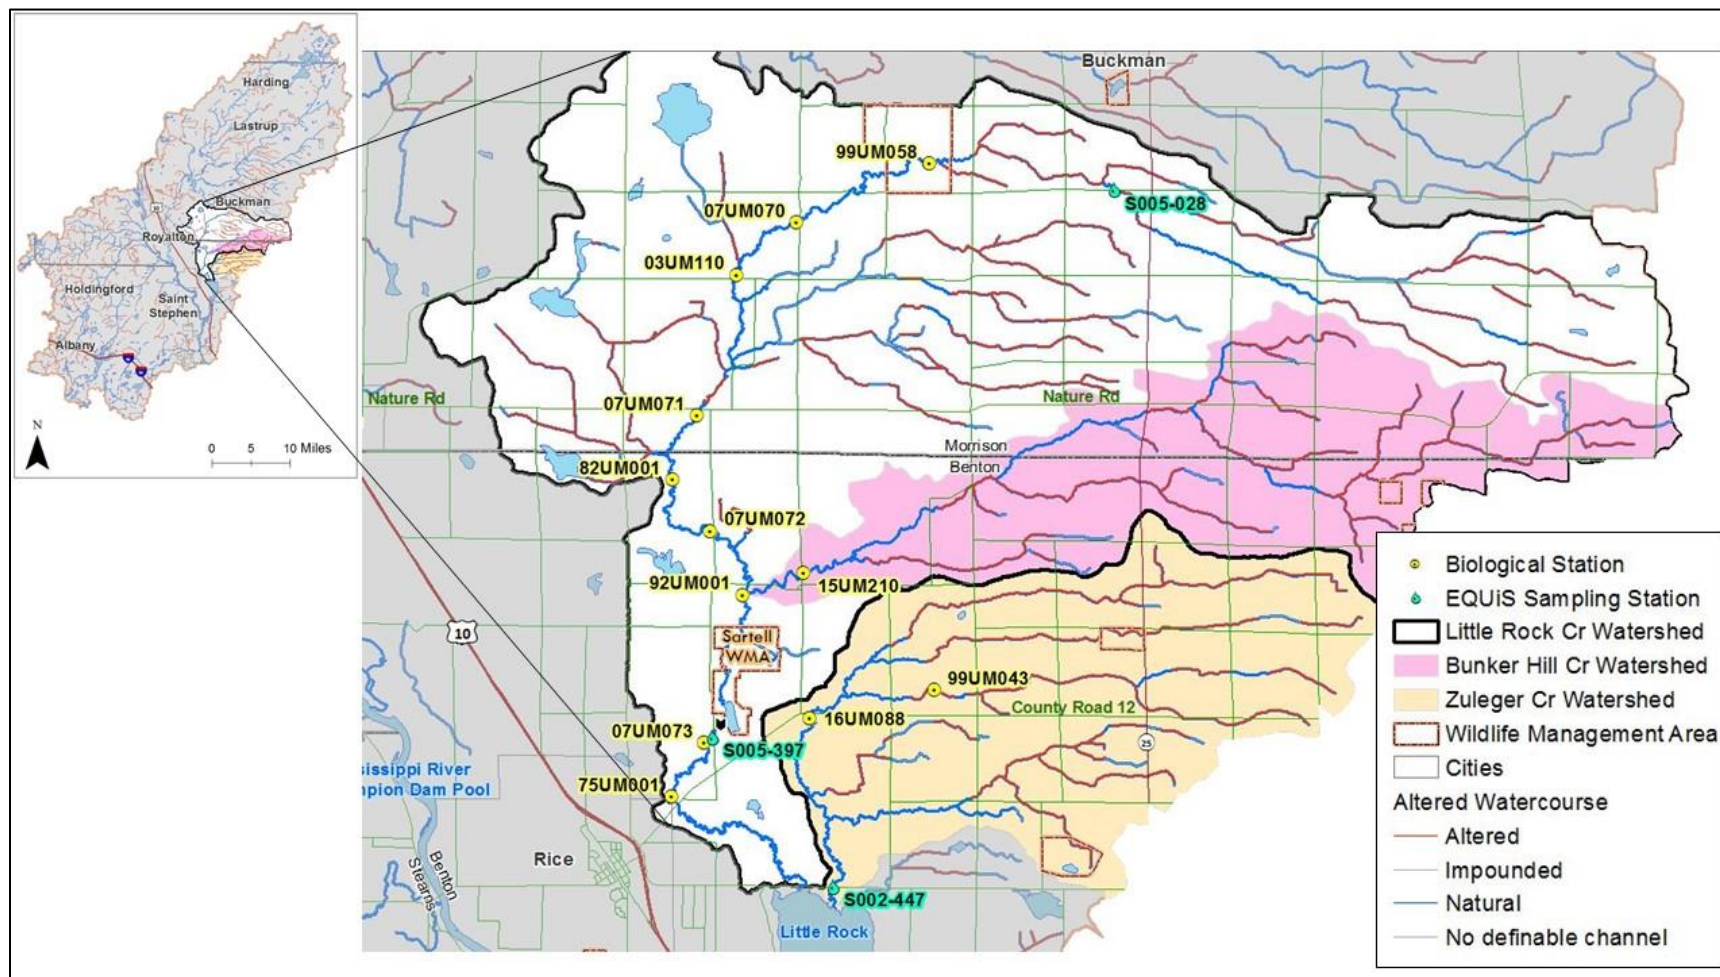 Harding
Lastrup
Buckman
10
Royalton
Holdingford
Saint
Stephen
Albany
N
0 5 10 Miles
Buckman
99UM058
S005-028
07UM070
03UM110
Nature Rd
07UM071
Nature Rd
Morrison
Benton
82UM001
07UM072
92UM001
15UM210
10
Sartell
WMA
99UM043
16UM088
County Road 12
07UM073
S005-397
25
75UM001
sissippi River
mpion Dam Pool
Rice
Benton
Stearns
S002-447
Little Rock
Biological Station
EQUiS Sampling Station
Little Rock Cr Watershed
Bunker Hill Cr Watershed
Zuleger Cr Watershed
Wildlife Management Area
Cities
Altered Watercourse
Altered
Impounded
Natural
No definable channel